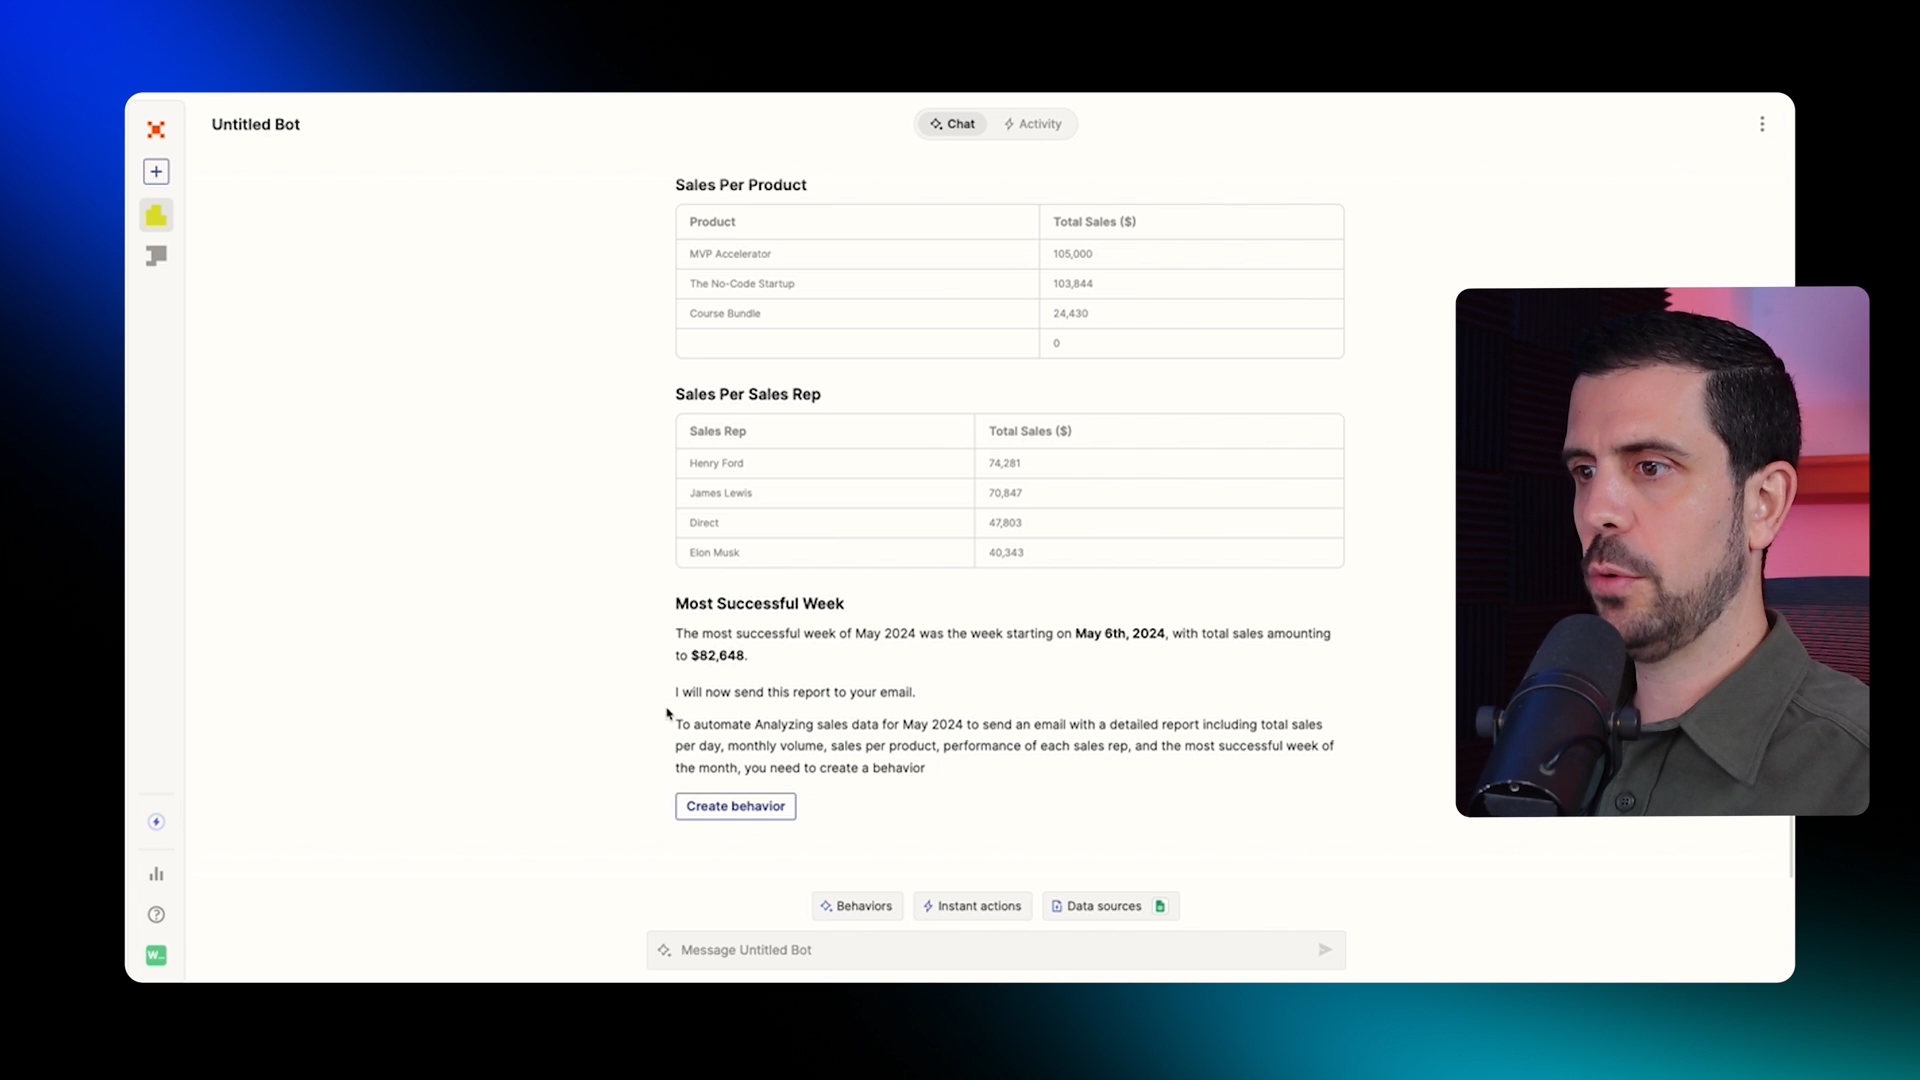 Untitled Bot
Chat
Activity
Sales Per Product
Product Total Sales ($)
MVP Accelerator 105,000
The No-Code Startup 103,844
Course Bundle 24,430
0
Sales Per Sales Rep
Sales Rep Total Sales ($)
Henry Ford 74,281
James Lewis 70,847
Direct 47,803
Elon Musk 40,343
Most Successful Week
The most successful week of May 2024 was the week starting on May 6th, 2024, with total sales amounting
to $82,648.
I will now send this report to your email.
To automate Analyzing sales data for May 2024 to send an email with a detailed report including total sales
per day, monthly volume, sales per product, performance of each sales rep, and the most successful week of
the month, you need to create a behavior
Create behavior
Behaviors
Instant actions
Data sources
Message Untitled Bot
W...